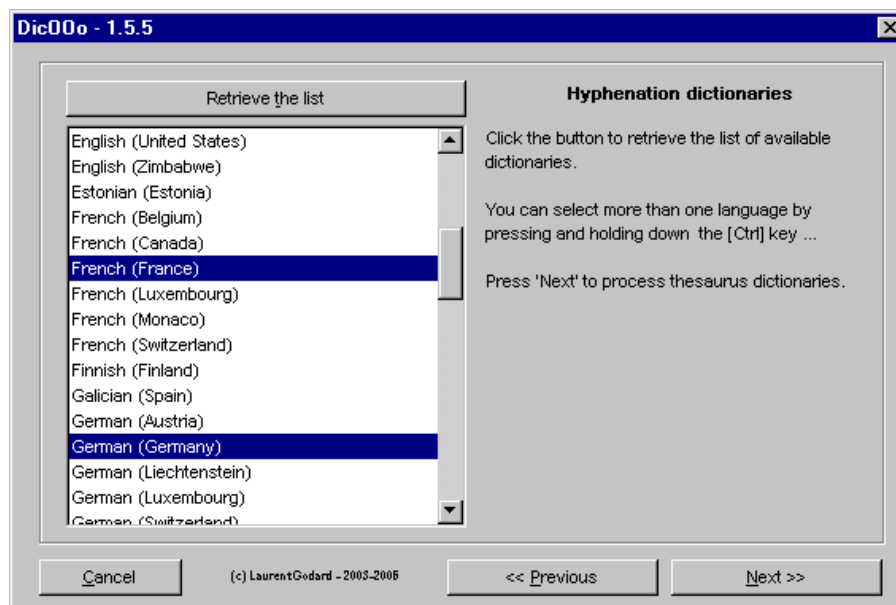 DicOOo - 1.5.5
Retrieve the list
English (United States)
English (Zimbabwe)
Estonian (Estonia)
French (Belgium)
French (Canada)
French (France)
French (Luxembourg)
French (Monaco)
French (Switzerland)
Finnish (Finland)
Galician (Spain)
German (Austria)
German (Germany)
German (Liechtenstein)
German (Luxembourg)
German (Switzerland)
Hyphenation dictionaries
Click the button to retrieve the list of available
dictionaries.
You can select more than one language by
pressing and holding down the [Ctrl] key ...
Press 'Next' to process thesaurus dictionaries.
Cancel
(c) Laurent Godard - 2003-2005
<< Previous
Next >>